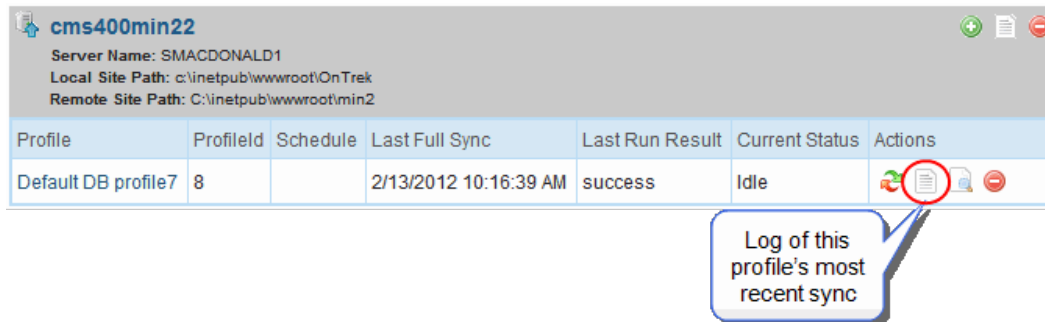 cms400min22
Server Name: SMACDONALD1
Local Site Path: c:\inetpub\wwwroot\OnTrek
Remote Site Path: C:\inetpub\wwwroot\min2
Profile ProfileId Schedule Last Full Sync Last Run Result Current Status Actions
Default DB profile7 8 2/13/2012 10:16:39 AM success Idle
Log of this
profile's most
recent sync